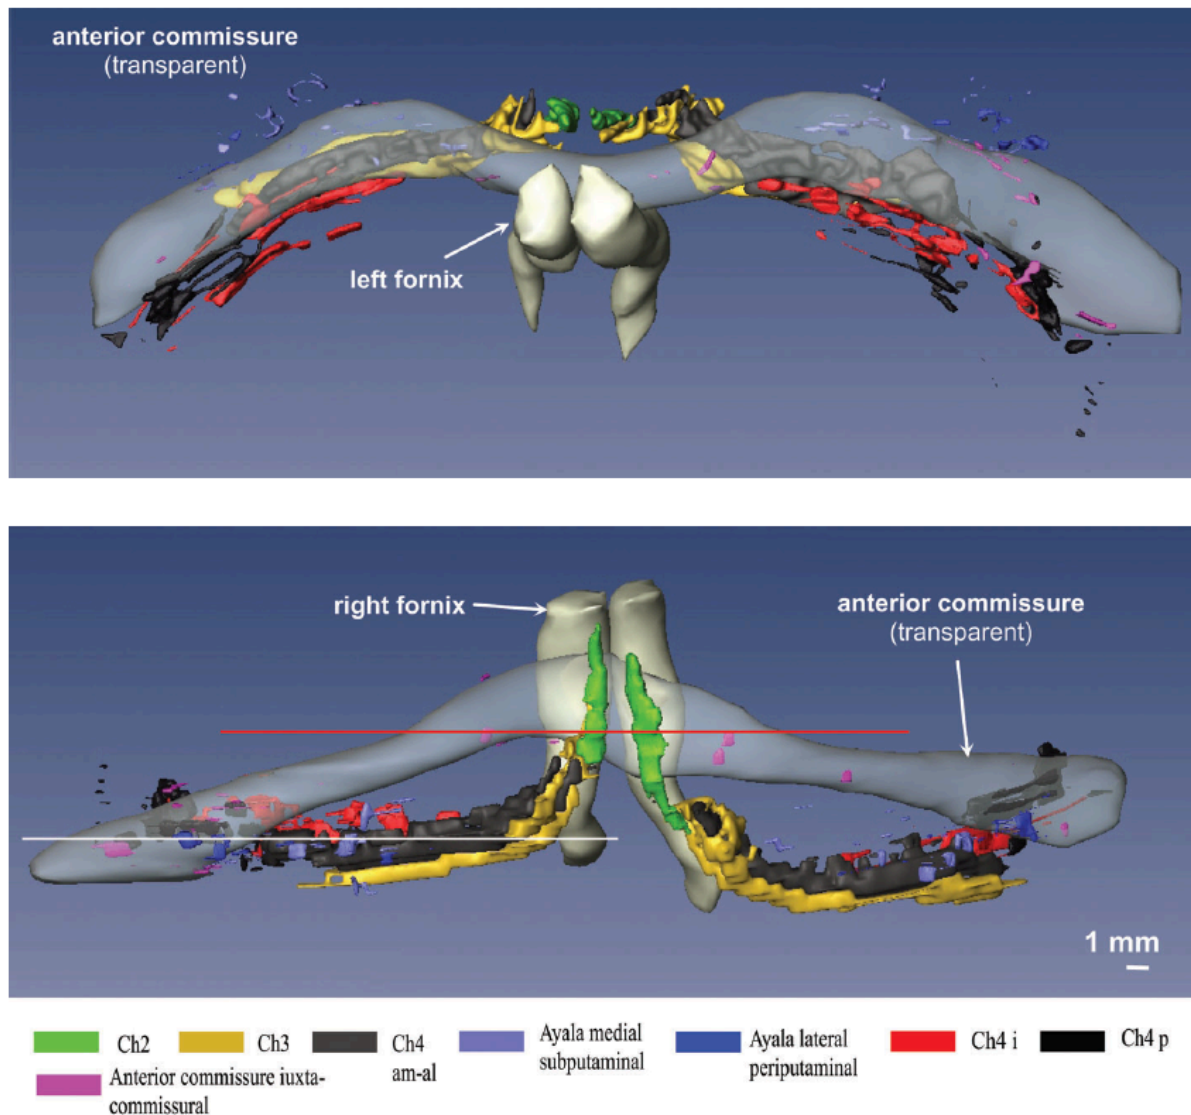 anterior commissure
(transparent)
left fornix
right fornix
anterior commissure
(transparent)
1 mm
Ch2
Ch3
Ch4
am-al
Ayala medial
subputaminal
Ayala lateral
periputaminal
Ch4 i
Ch4 p
Anterior commissure iuxta-
commissural